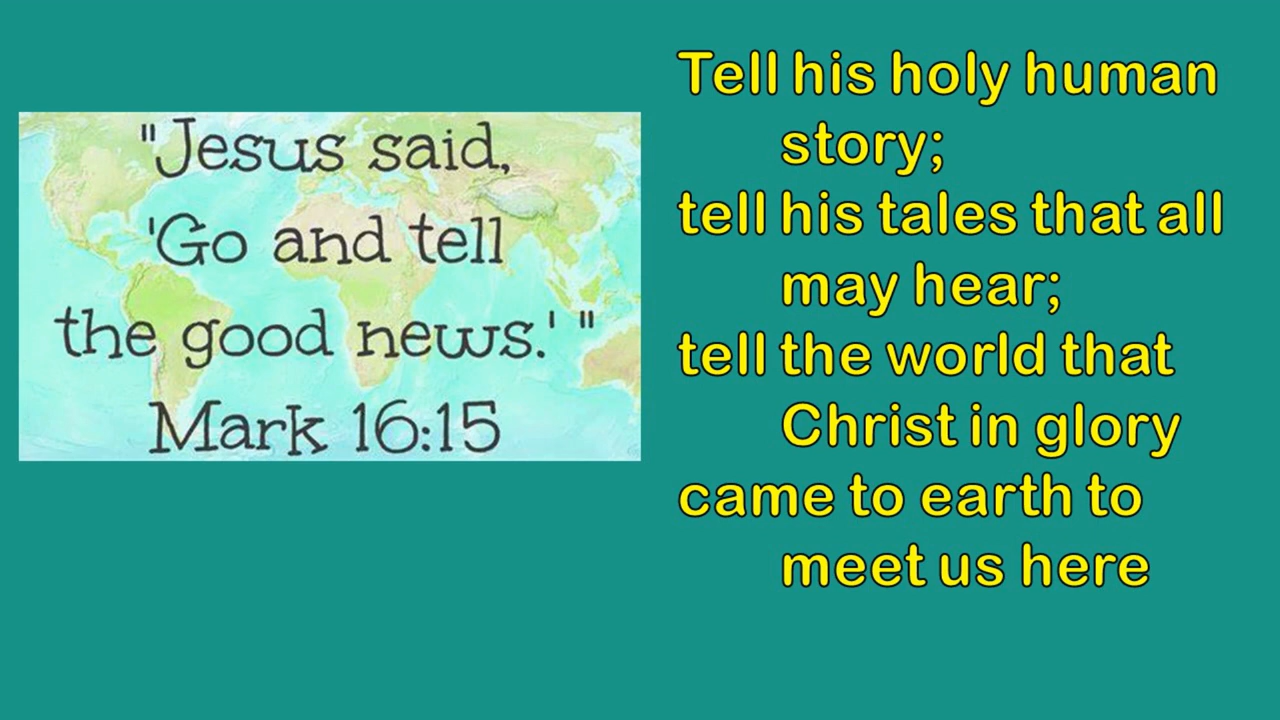 "Jesus said,
'Go and tell
the good news.' "
Mark 16:15
Tell his holy human
story;
tell his tales that all
may hear;
tell the world that
Christ in glory
came to earth to
meet us here